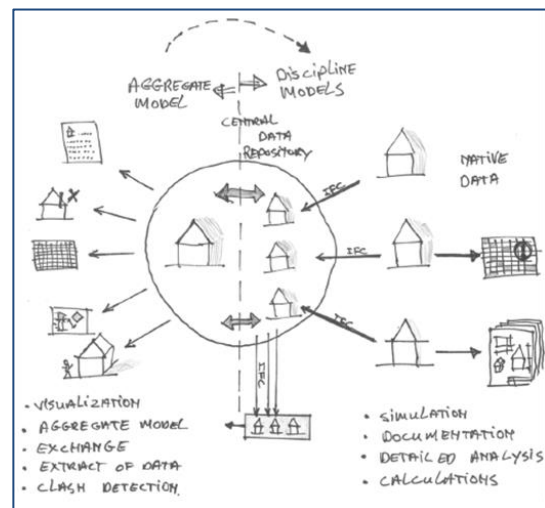 AGGREGATE
MODEL
DISCIPLINE
MODELS
CENTRAL
DATA
REPOSITORY
NATIVE
DATA
IFC
IFC
IFC
IFC
• VISUALIZATION
• AGGREGATE MODEL
• EXCHANGE
• EXTRACT OF DATA
• CLASH DETECTION
• SIMULATION
• DOCUMENTATION
• DETAILED ANALYSIS
• CALCULATIONS